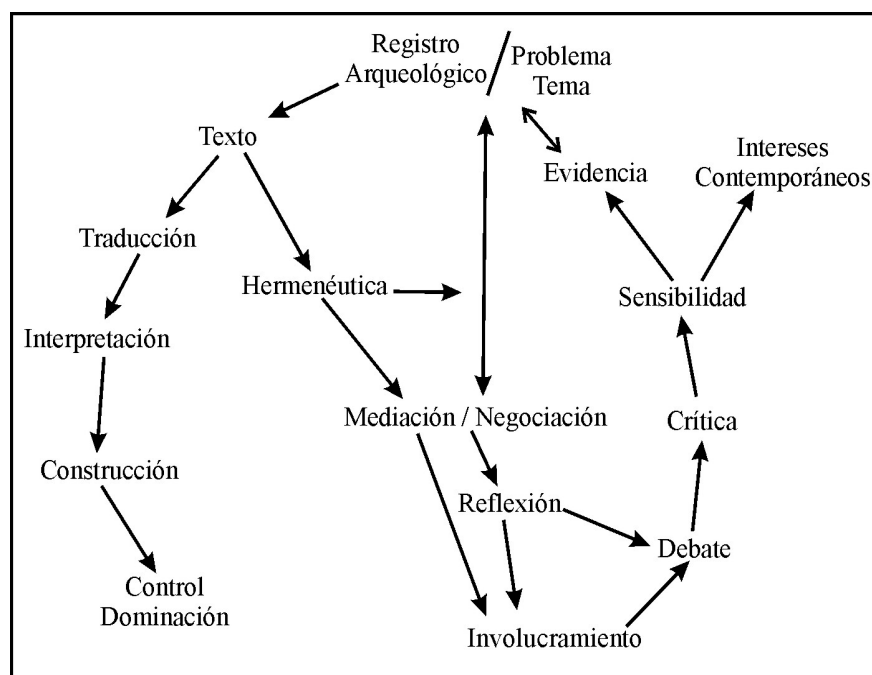 Registro
Arqueológico / Problema
Tema
Texto
Evidencia
Intereses
Contemporáneos
Traducción
Hermenéutica
Sensibilidad
Interpretación
Mediación / Negociación
Crítica
Construcción
Reflexión
Debate
Control
Dominación
Involucramiento